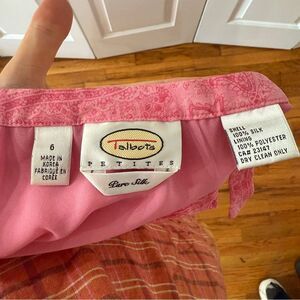 6
MADE IN
KOREA
FABRIQUÉ EN
CORÉE
Talbots
PETITES
Pure Silk
SHELL
100% SILK
LINING
100% POLYESTER
CA# 23167
DRY CLEAN ONLY